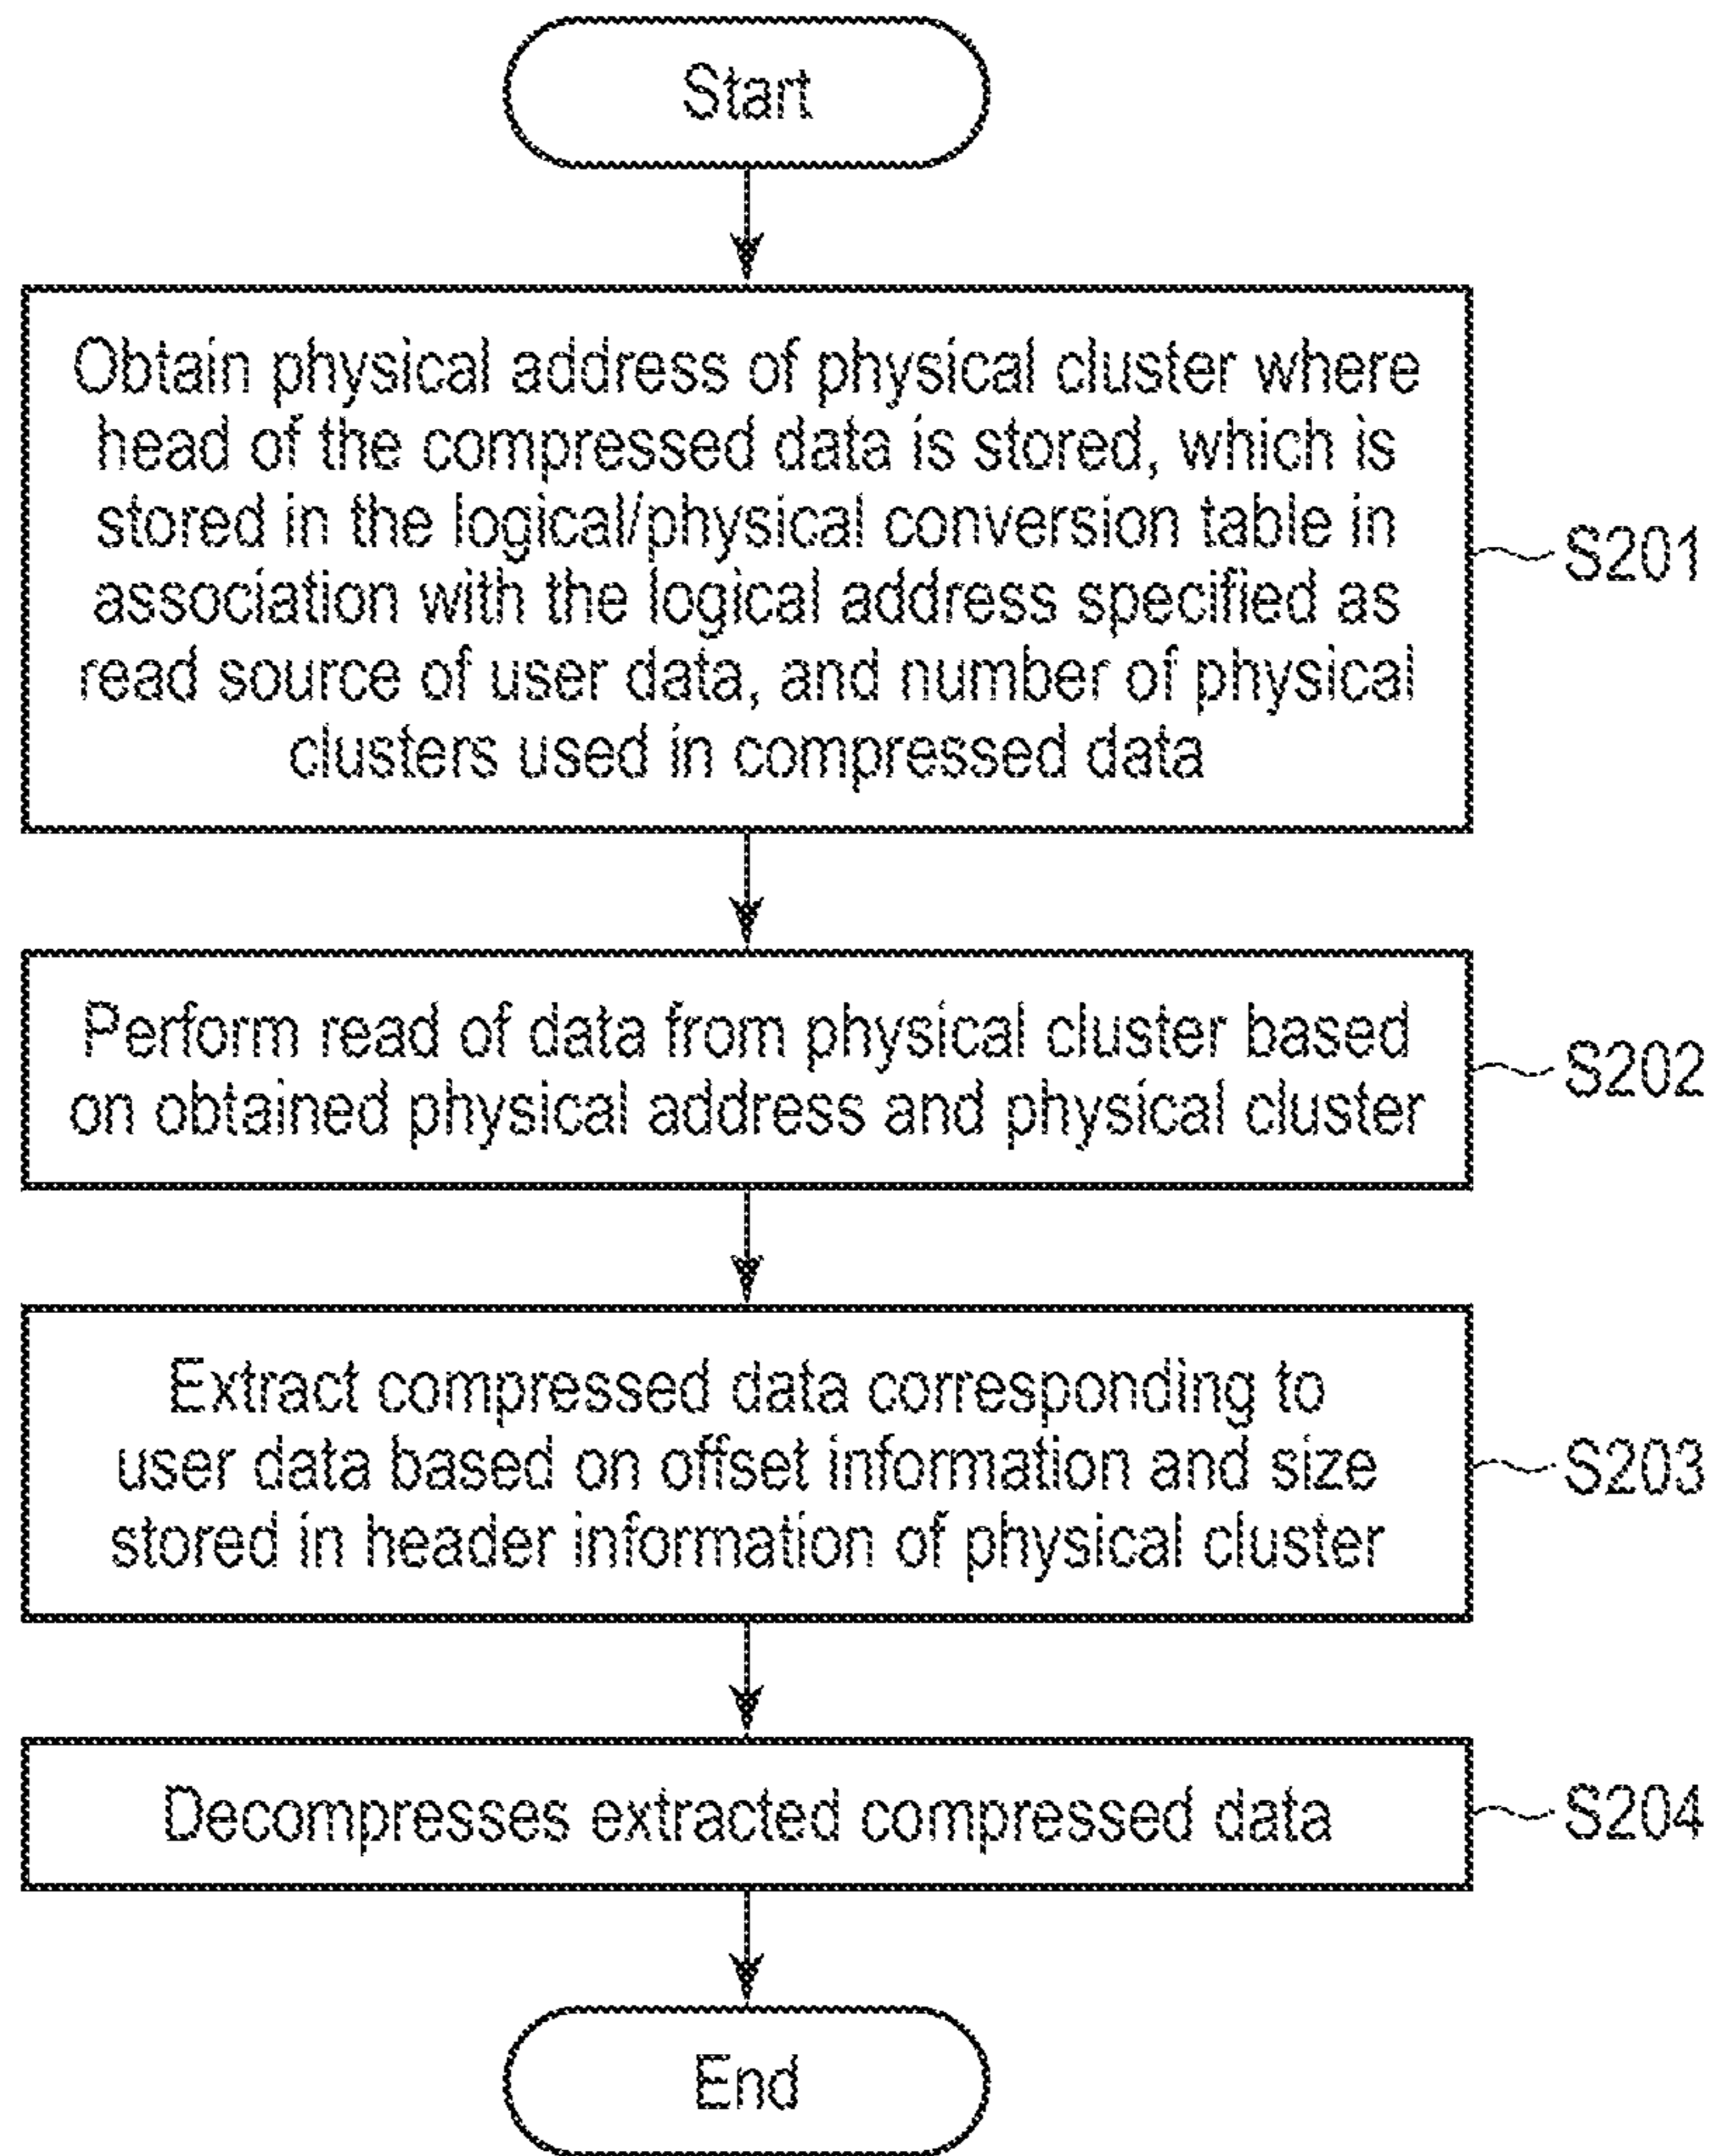 Start
Obtain physical address of physical cluster where
head of the compressed data is stored, which is
stored in the logical/physical conversion table in
association with the logical address specified as
read source of user data, and number of physical
clusters used in compressed data
S201
Perform read of data from physical cluster based
on obtained physical address and physical cluster
S202
Extract compressed data corresponding to
user data based on offset information and size
stored in header information of physical cluster
S203
Decompresses extracted compressed data
S204
End